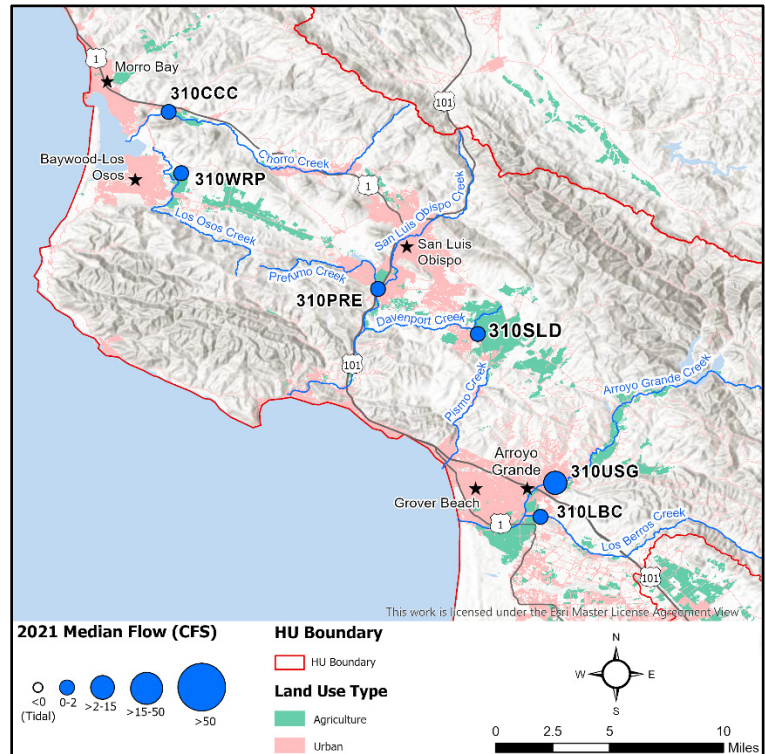 1
Morro Bay
310CCC
101
Chorro Creek
Baywood-Los
Osos
310WRP
1
Los Osos Creek
San Luis Obispo Creek
San Luis
Obispo
Prefumo Creek
310PRE
Davenport Creek
310SLD
101
Pismo Creek
Arroyo Grande Creek
Arroyo
Grande
310USG
Grover Beach
310LBC
1
Los Berros Creek
101
This work is licensed under the Esri Master License Agreement View
2021 Median Flow (CFS)
<0
(Tidal)
0-2
>2-15
>15-50
>50
HU Boundary
HU Boundary
Land Use Type
Agriculture
Urban
N
W
E
S
0 2.5 5 10
Miles